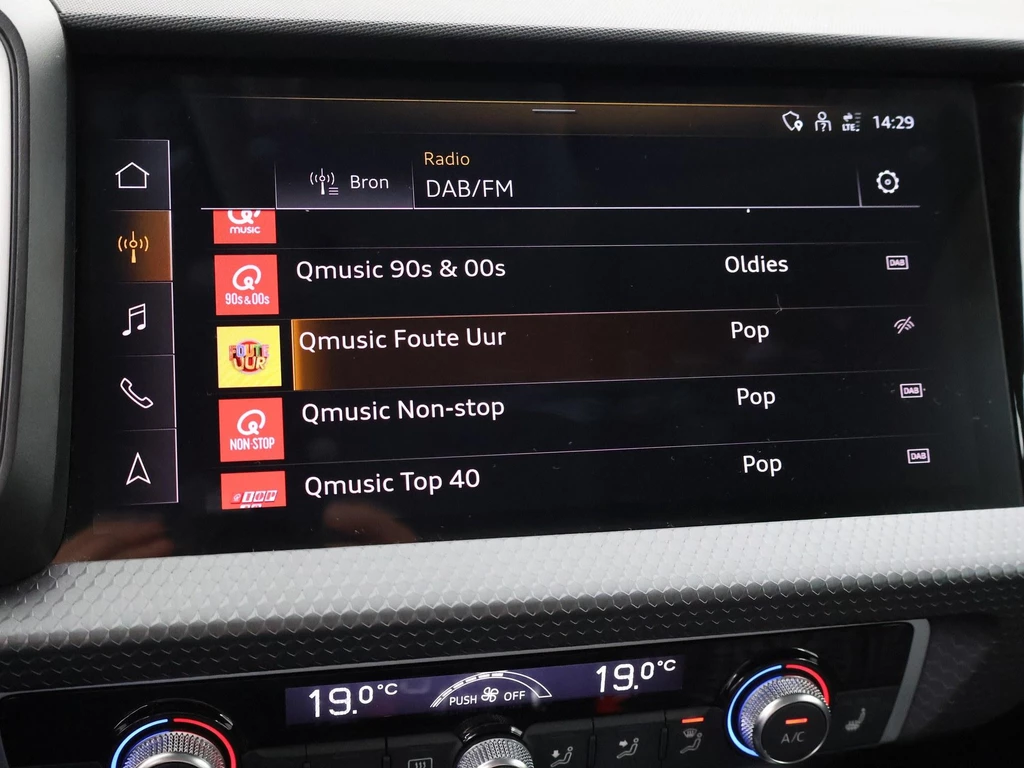 LTE 14:29
Radio
Bron DAB/FM
music
Qmusic 90s & 00s Oldies DAB
90s&00s
Qmusic Foute Uur Pop
FOUTE
UUR
Qmusic Non-stop Pop DAB
NON-STOP
Qmusic Top 40 Pop DAB
TOP
19.0°C PUSH OFF 19.0°C
A/C